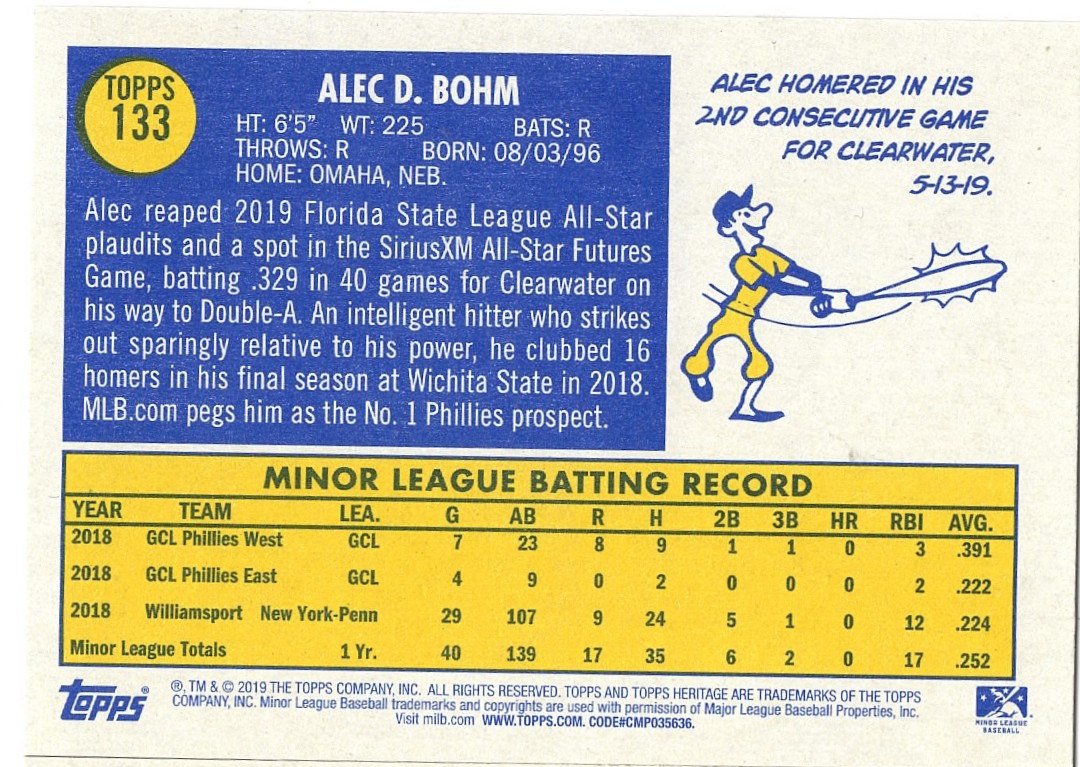 TOPPS
133
ALEC D. BOHM
HT: 6'5" WT: 225 BATS: R
THROWS: R BORN: 08/03/96
HOME: OMAHA, NEB.
Alec reaped 2019 Florida State League All-Star
plaudits and a spot in the SiriusXM All-Star Futures
Game, batting .329 in 40 games for Clearwater on
his way to Double-A. An intelligent hitter who strikes
out sparingly relative to his power, he clubbed 16
homers in his final season at Wichita State in 2018.
MLB.com pegs him as the No. 1 Phillies prospect.
ALEC HOMERED IN HIS
2ND CONSECUTIVE GAME
FOR CLEARWATER,
5-13-19.
MINOR LEAGUE BATTING RECORD
YEAR TEAM LEA. G AB R H 2B 3B HR RBI AVG.
2018 GCL Phillies West GCL 7 23 8 9 1 1 0 3 .391
2018 GCL Phillies East GCL 4 9 0 2 0 0 0 2 .222
2018 Williamsport New York-Penn 29 107 9 24 5 1 0 12 .224
Minor League Totals 1 Yr. 40 139 17 35 6 2 0 17 .252
topps®
®, TM & © 2019 THE TOPPS COMPANY, INC. ALL RIGHTS RESERVED. TOPPS AND TOPPS HERITAGE ARE TRADEMARKS OF THE TOPPS
COMPANY, INC. Minor League Baseball trademarks and copyrights are used with permission of Major League Baseball Properties, Inc.
Visit milb.com WWW.TOPPS.COM. CODE#CMP035636.
MINOR LEAGUE
BASEBALL